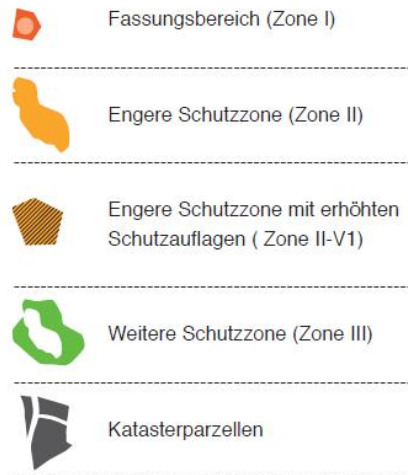 Fassungsbereich (Zone I)
Engere Schutzzone (Zone II)
Engere Schutzzone mit erhöhten
Schutzauflagen ( Zone II-V1)
Weitere Schutzzone (Zone III)
Katasterparzellen